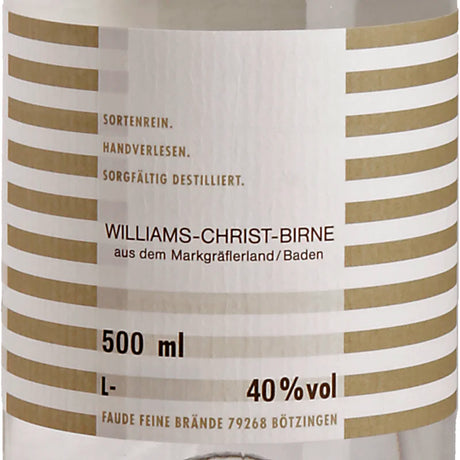 SORTENREIN.
HANDVERLESEN.
SORGFÄLTIG DESTILLIERT.
WILLIAMS-CHRIST-BIRNE
aus dem Markgräflerland/Baden
500 ml
L- 40%vol
FAUDE FEINE BRÄNDE 79268 BÖTZINGEN